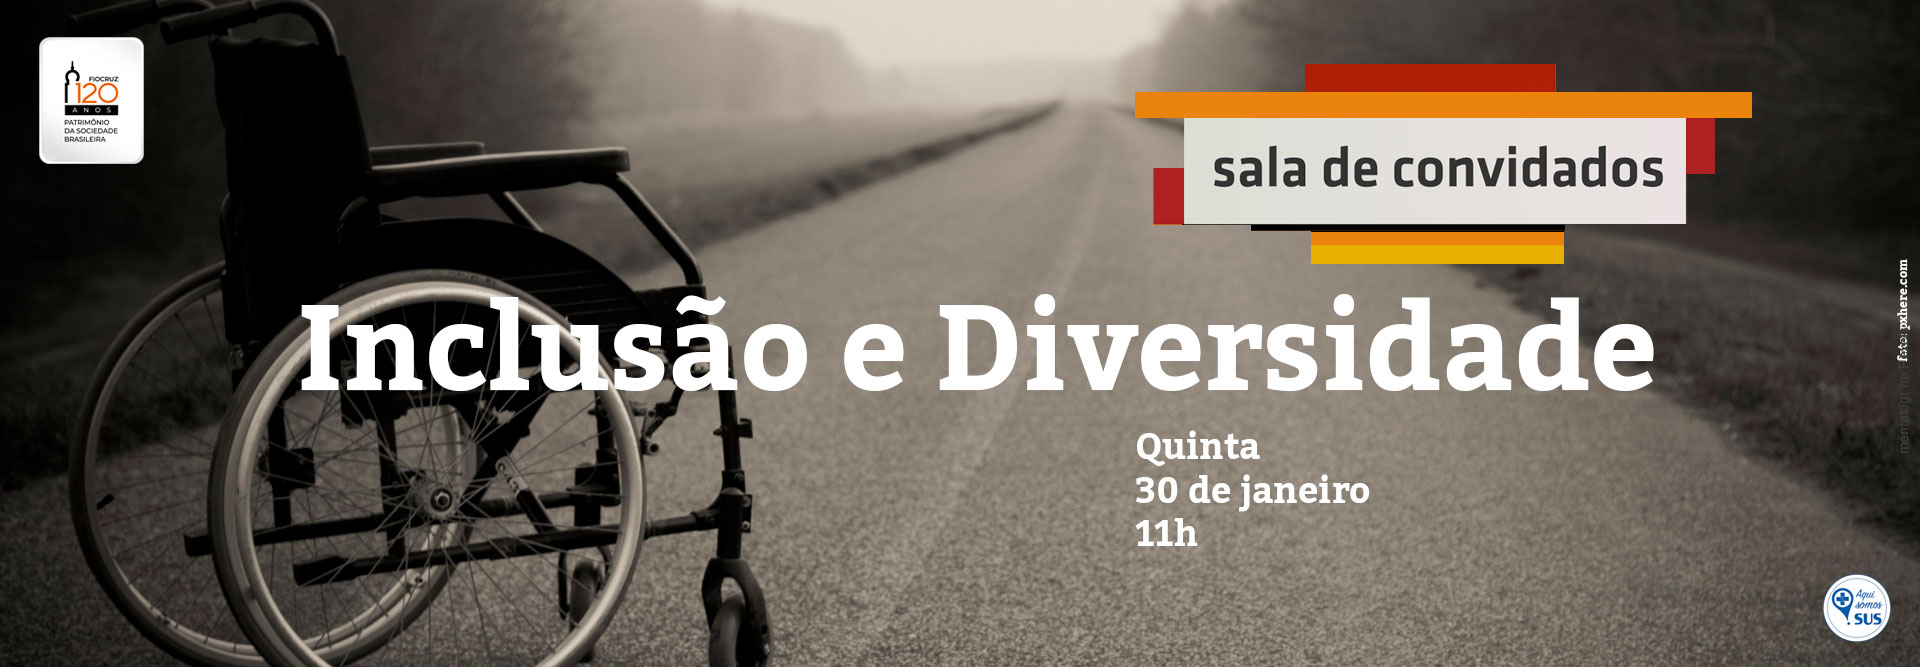 FIOCRUZ
120
ANOS
PATRIMÔNIO
DA SOCIEDADE
BRASILEIRA
sala de convidados
Inclusão e Diversidade
Quinta
30 de janeiro
11h
foto: pxhere.com
Aqui
somos
SUS